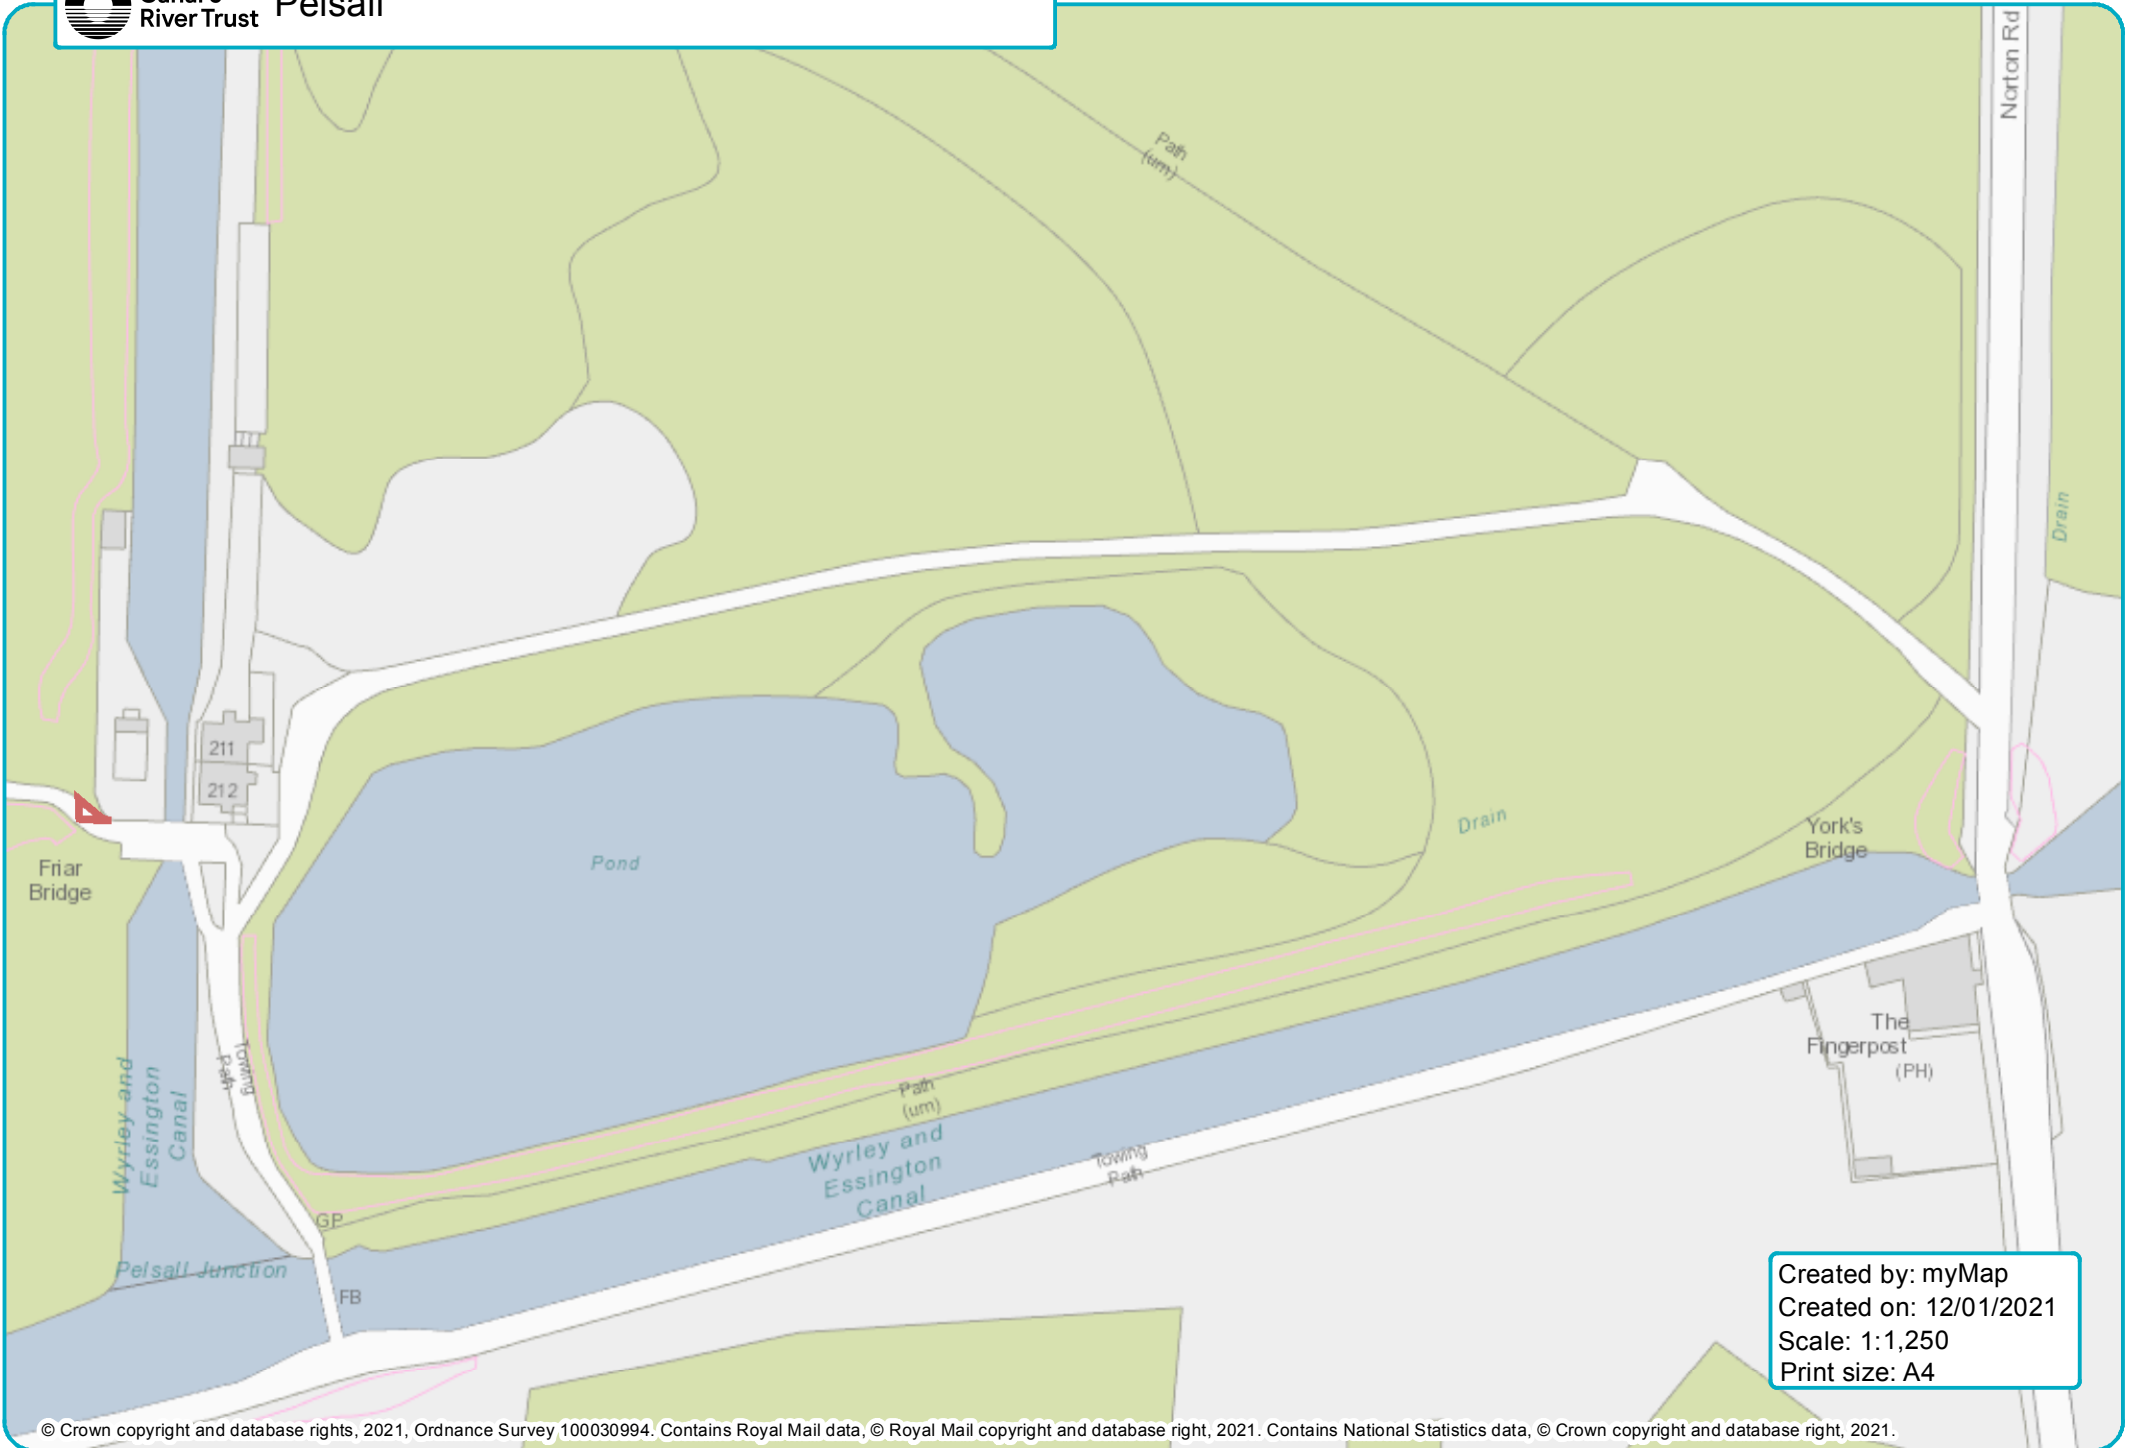 River Trust
Pelsall
Norton Rd
Path
(um)
Drain
211
212
Friar
Bridge
Pond
Drain
York's
Bridge
The
Fingerpost
(PH)
Towing
Path
Wyrley and
Essington
Canal
Path
(um)
Wyrley and
Essington
Canal
Towing
Path
GP
Pelsall Junction
FB
Created by: myMap
Created on: 12/01/2021
Scale: 1:1,250
Print size: A4
© Crown copyright and database rights, 2021, Ordnance Survey 100030994. Contains Royal Mail data, © Royal Mail copyright and database right, 2021. Contains National Statistics data, © Crown copyright and database right, 2021.